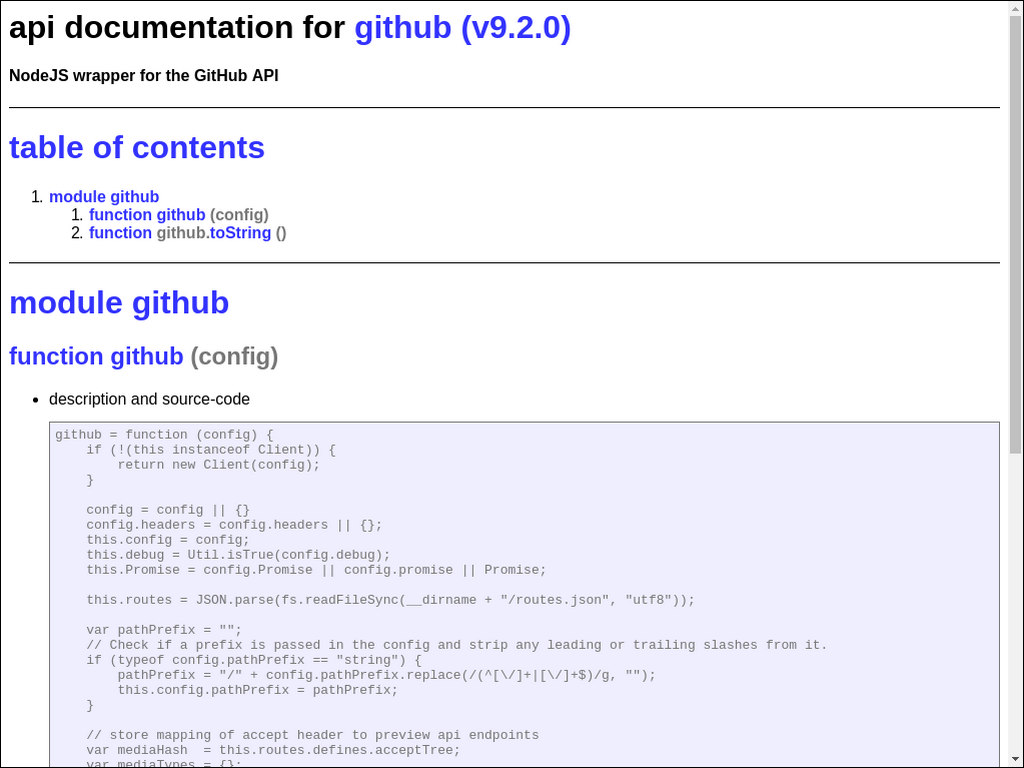 api documentation for github (v9.2.0)
NodeJS wrapper for the GitHub API
table of contents
1. module github
1. function github (config)
2. function github.toString ()
module github
function github (config)
• description and source-code
github = function (config) {
    if (!(this instanceof Client)) {
        return new Client(config);
    }

    config = config || {}
    config.headers = config.headers || {};
    this.config = config;
    this.debug = Util.isTrue(config.debug);
    this.Promise = config.Promise || config.promise || Promise;

    this.routes = JSON.parse(fs.readFileSync(__dirname + "/routes.json", "utf8"));

    var pathPrefix = "";
    // Check if a prefix is passed in the config and strip any leading or trailing slashes from it.
    if (typeof config.pathPrefix == "string") {
        pathPrefix = "/" + config.pathPrefix.replace(/(^[\/]+|[\/]+$)/g, "");
        this.config.pathPrefix = pathPrefix;
    }

    // store mapping of accept header to preview api endpoints
    var mediaHash  = this.routes.defines.acceptTree;
    var mediaTypes = {};